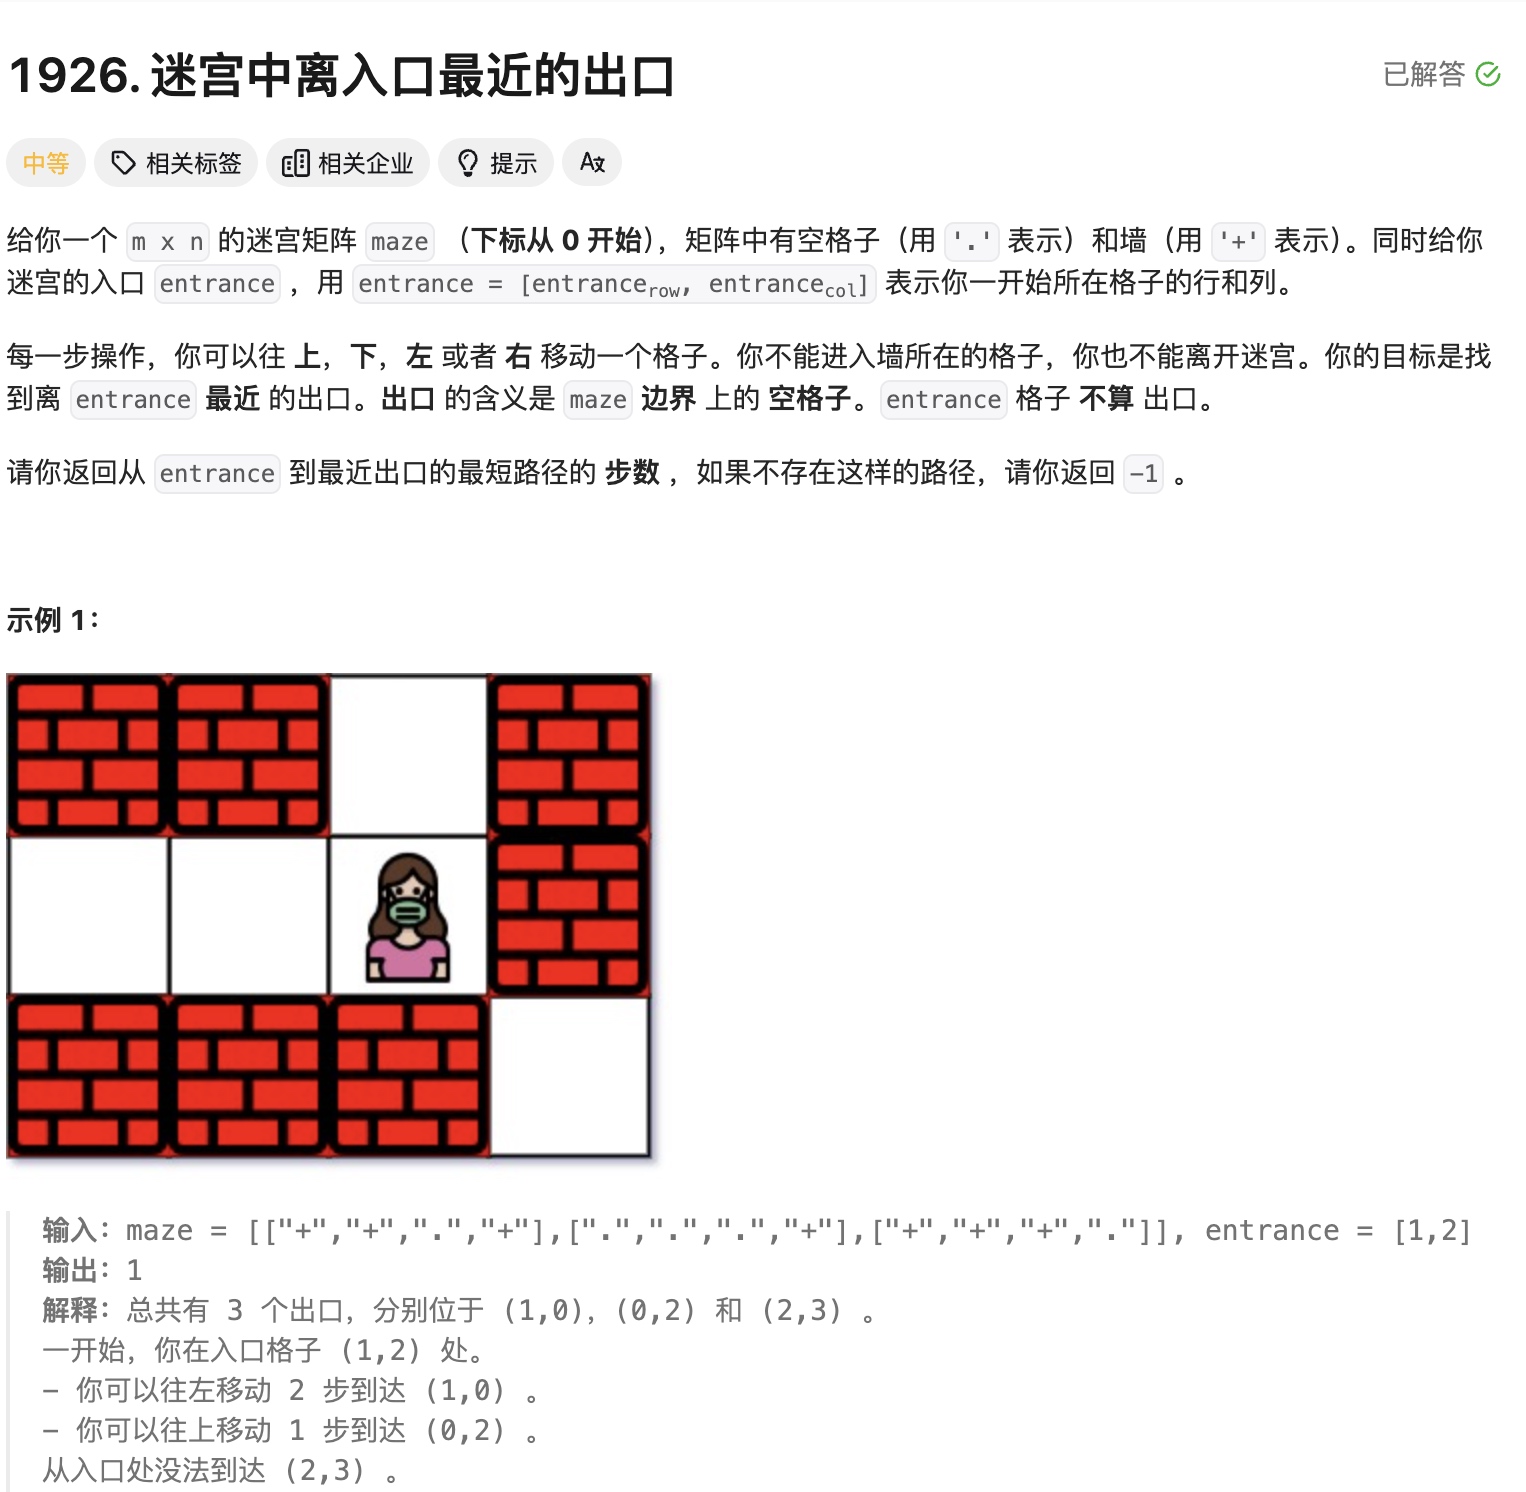 1926. 迷宫中离入口最近的出口
已解答
中等 相关标签 相关企业 提示 Aх
给你一个 m x n 的迷宫矩阵 maze （下标从 0 开始），矩阵中有空格子（用 '.' 表示）和墙（用 '+' 表示）。同时给你
迷宫的入口 entrance ，用 entrance = [entrancerow, entrancecol] 表示你一开始所在格子的行和列。
每一步操作，你可以往 上，下，左 或者 右 移动一个格子。你不能进入墙所在的格子，你也不能离开迷宫。你的目标是找
到离 entrance 最近 的出口。出口 的含义是 maze 边界 上的 空格子。entrance 格子 不算 出口。
请你返回从 entrance 到最近出口的最短路径的 步数 ，如果不存在这样的路径，请你返回 -1 。
示例 1：
输入：maze = [["+","+",".","+"],[".",".",".","+"],["+","+","+","."]], entrance = [1,2]
输出：1
解释：总共有 3 个出口，分别位于 (1,0)，(0,2) 和 (2,3) 。
一开始，你在入口格子 (1,2) 处。
- 你可以往左移动 2 步到达 (1,0) 。
- 你可以往上移动 1 步到达 (0,2) 。
从入口处没法到达 (2,3) 。